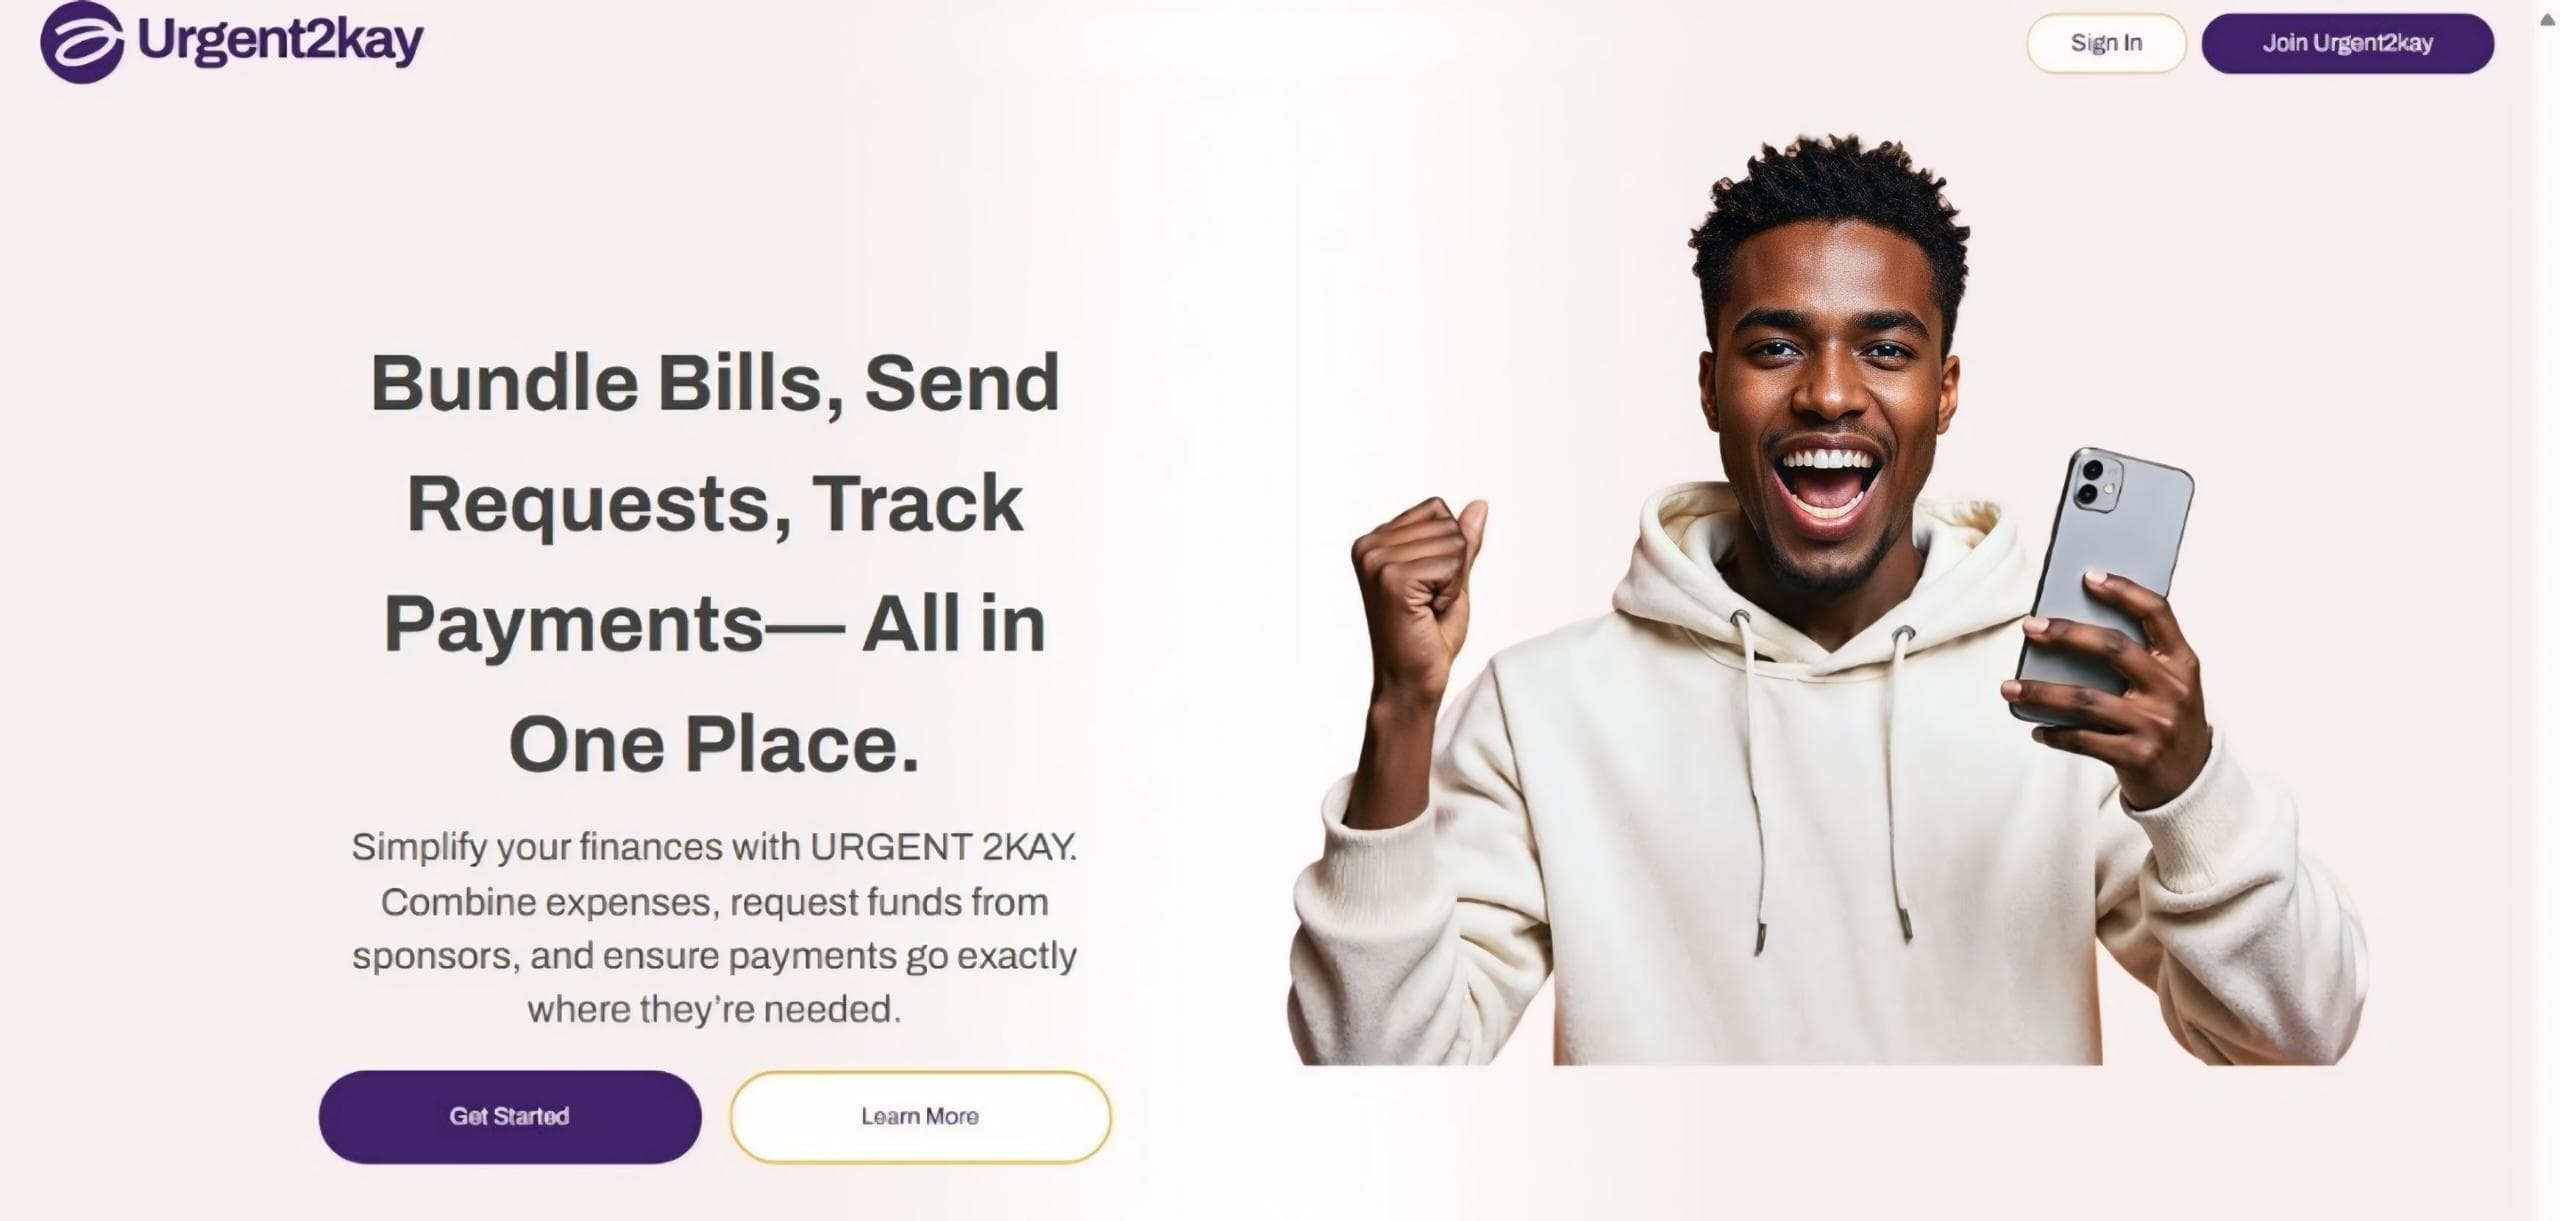 Urgent2kay
Sign In
Join Urgent2kay
Bundle Bills, Send
Requests, Track
Payments— All in
One Place.
Simplify your finances with URGENT 2KAY.
Combine expenses, request funds from
sponsors, and ensure payments go exactly
where they’re needed.
Get Started
Learn More